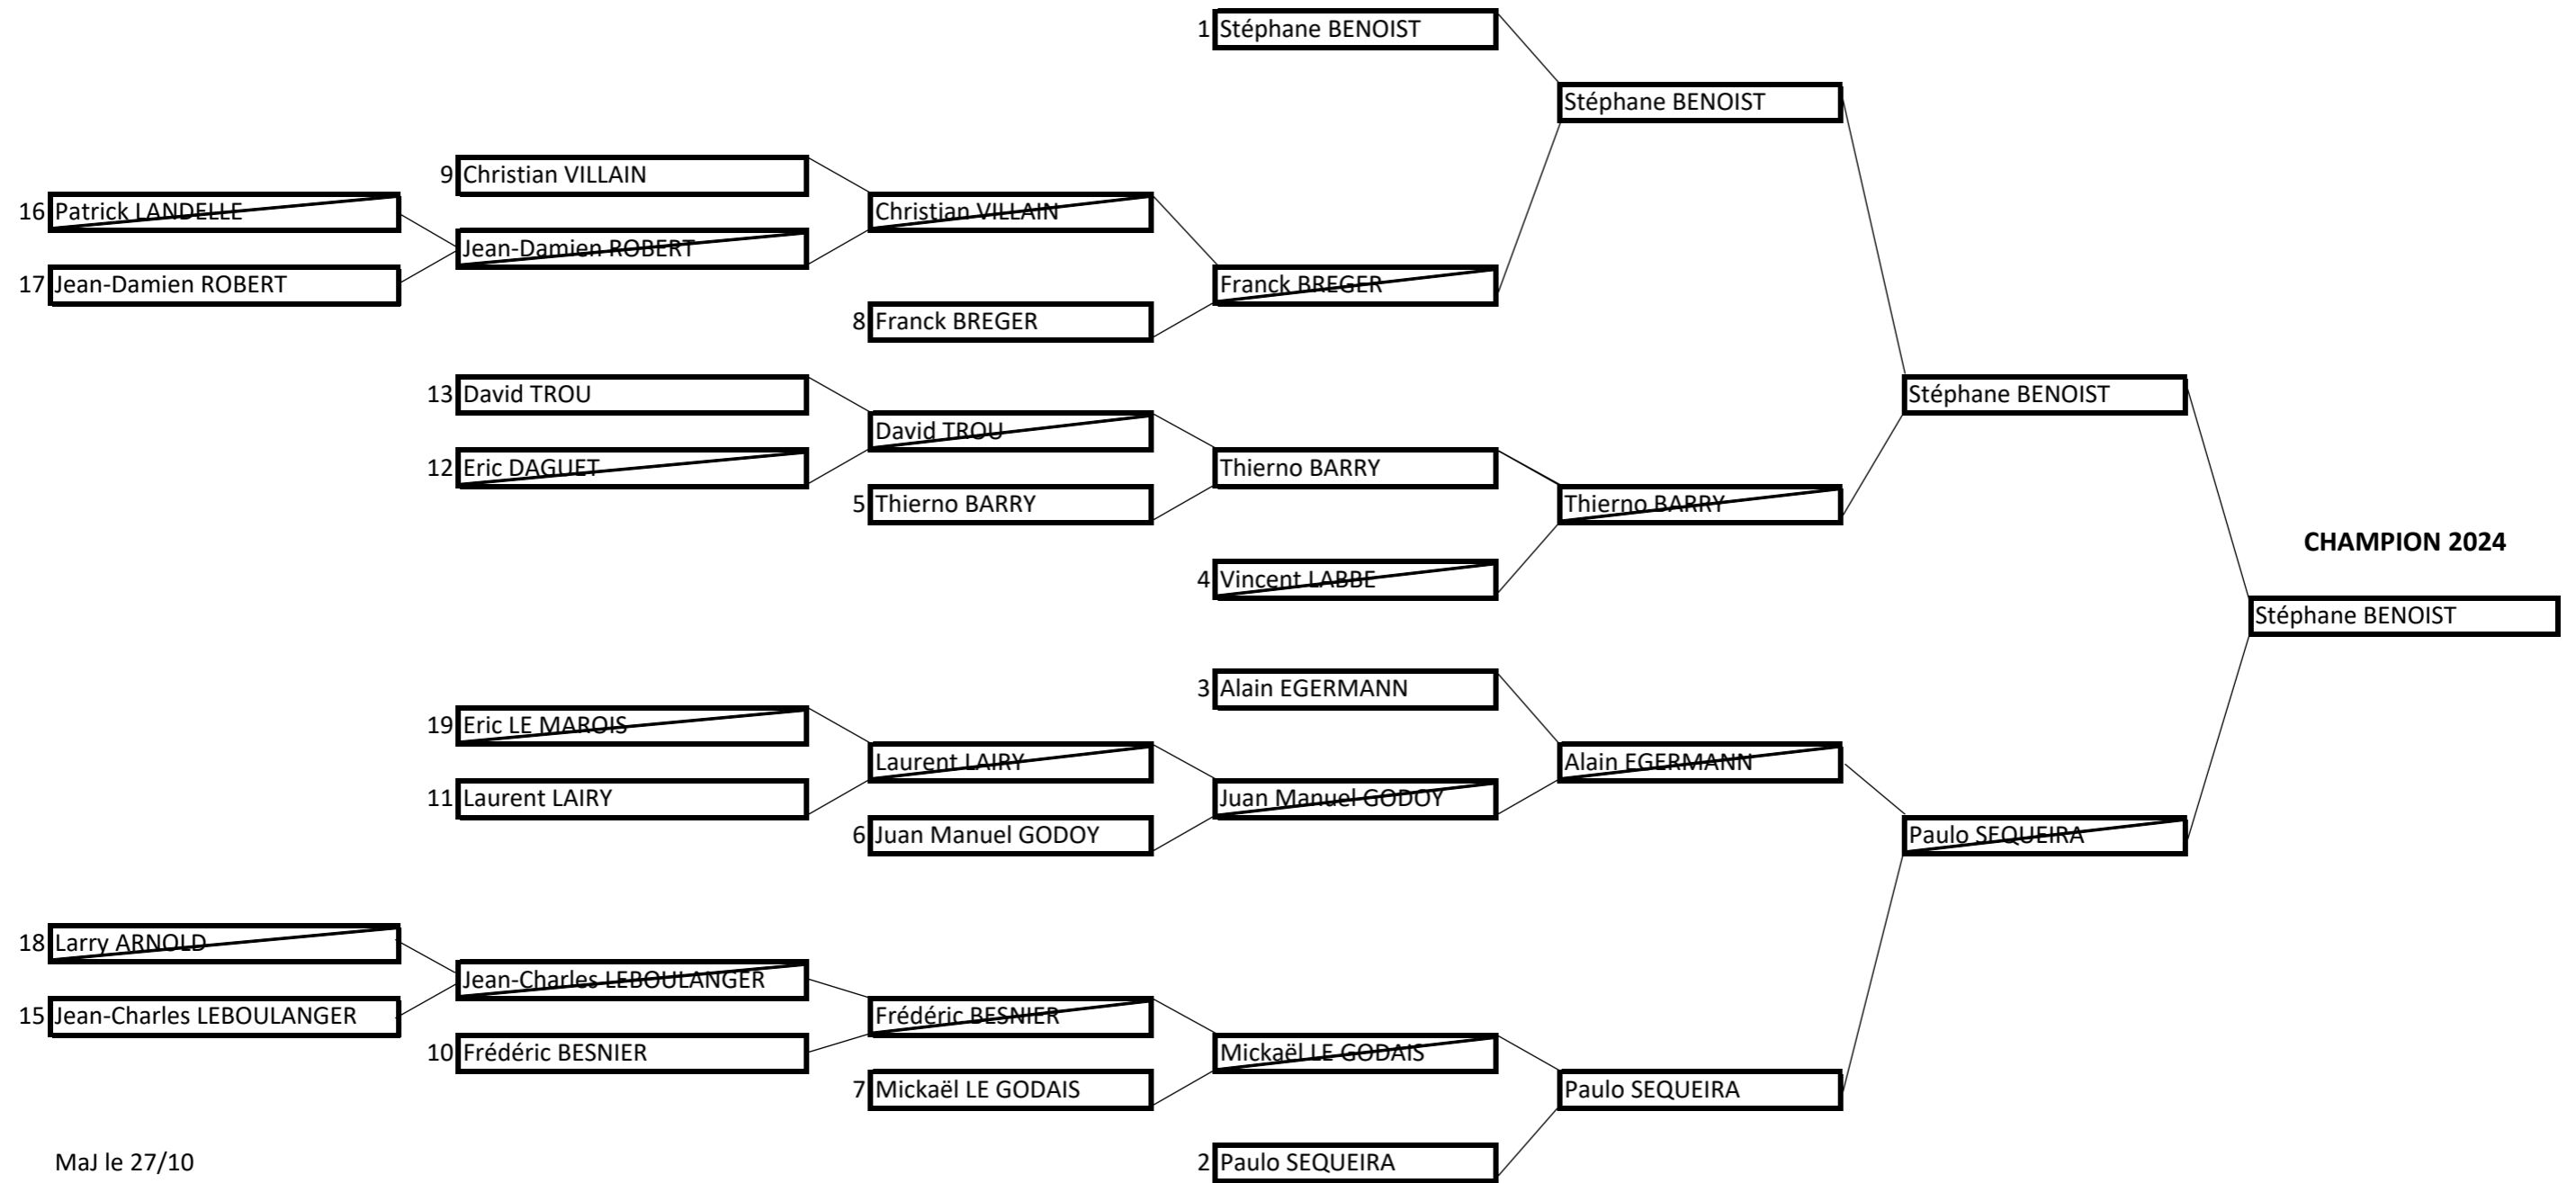 1 Stéphane BENOIST
Stéphane BENOIST
9 Christian VILLAIN
16 Patrick LANDELLE
Christian VILLAIN
Jean-Damien ROBERT
17 Jean-Damien ROBERT
Franck BREGER
8 Franck BREGER
13 David TROU
Stéphane BENOIST
David TROU
12 Eric DAGUET
Thierno BARRY
5 Thierno BARRY
Thierno BARRY
CHAMPION 2024
4 Vincent LABBE
Stéphane BENOIST
3 Alain EGERMANN
19 Eric LE MAROIS
Laurent LAIRY
Alain EGERMANN
11 Laurent LAIRY
Juan Manuel GODOY
6 Juan Manuel GODOY
Paulo SEQUEIRA
18 Larry ARNOLD
Jean-Charles LEBOULANGER
15 Jean-Charles LEBOULANGER
Frédéric BESNIER
10 Frédéric BESNIER
Mickaël LE GODAIS
7 Mickaël LE GODAIS
Paulo SEQUEIRA
MaJ le 27/10
2 Paulo SEQUEIRA